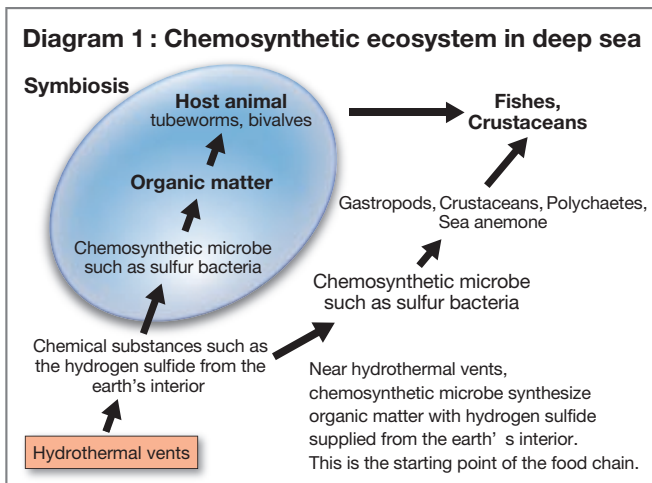 Diagram 1 : Chemosynthetic ecosystem in deep sea
Symbiosis
Host animal
tubeworms, bivalves
Organic matter
Chemosynthetic microbe
such as sulfur bacteria
Chemical substances such as
the hydrogen sulfide from the
earth's interior
Hydrothermal vents
Fishes,
Crustaceans
Gastropods, Crustaceans, Polychaetes,
Sea anemone
Chemosynthetic microbe
such as sulfur bacteria
Near hydrothermal vents,
chemosynthetic microbe synthesize
organic matter with hydrogen sulfide
supplied from the earth' s interior.
This is the starting point of the food chain.